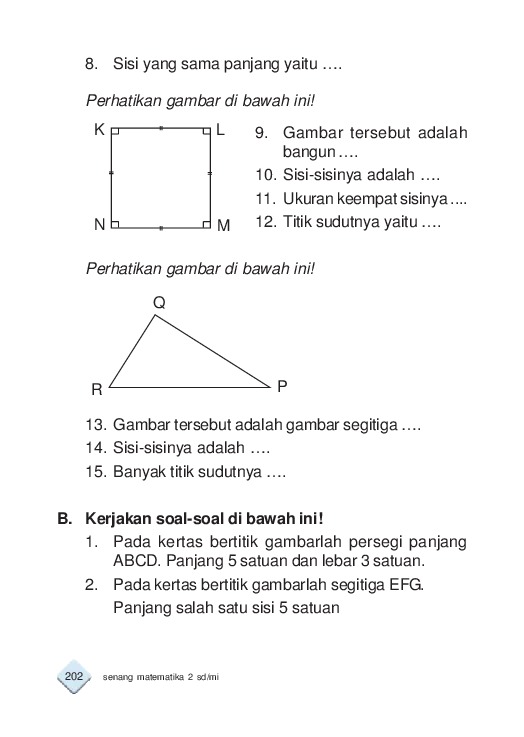 8. Sisi yang sama panjang yaitu ....
Perhatikan gambar di bawah ini!
K
L
N
M
9. Gambar tersebut adalah
bangun ....
10. Sisi-sisinya adalah ....
11. Ukuran keempat sisinya ....
12. Titik sudutnya yaitu ....
Perhatikan gambar di bawah ini!
Q
R
P
13. Gambar tersebut adalah gambar segitiga ....
14. Sisi-sisinya adalah ....
15. Banyak titik sudutnya ....
B. Kerjakan soal-soal di bawah ini!
1. Pada kertas bertitik gambarlah persegi panjang
ABCD. Panjang 5 satuan dan lebar 3 satuan.
2. Pada kertas bertitik gambarlah segitiga EFG.
Panjang salah satu sisi 5 satuan
202
senang matematika 2 sd/mi